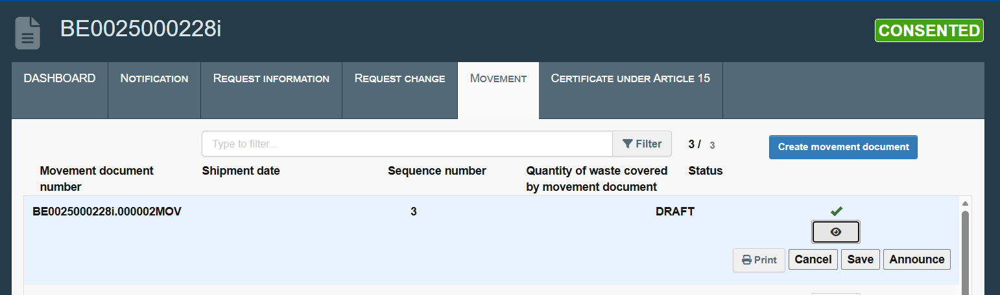 BE0025000228i
CONSENTED
DASHBOARD
NOTIFICATION
REQUEST INFORMATION
REQUEST CHANGE
MOVEMENT
CERTIFICATE UNDER ARTICLE 15
Type to filter...
Filter
3 / 3
Create movement document
Movement document
number
Shipment date
Sequence number
Quantity of waste covered
by movement document
Status
BE0025000228i.000002MOV
3
DRAFT
Print
Cancel
Save
Announce